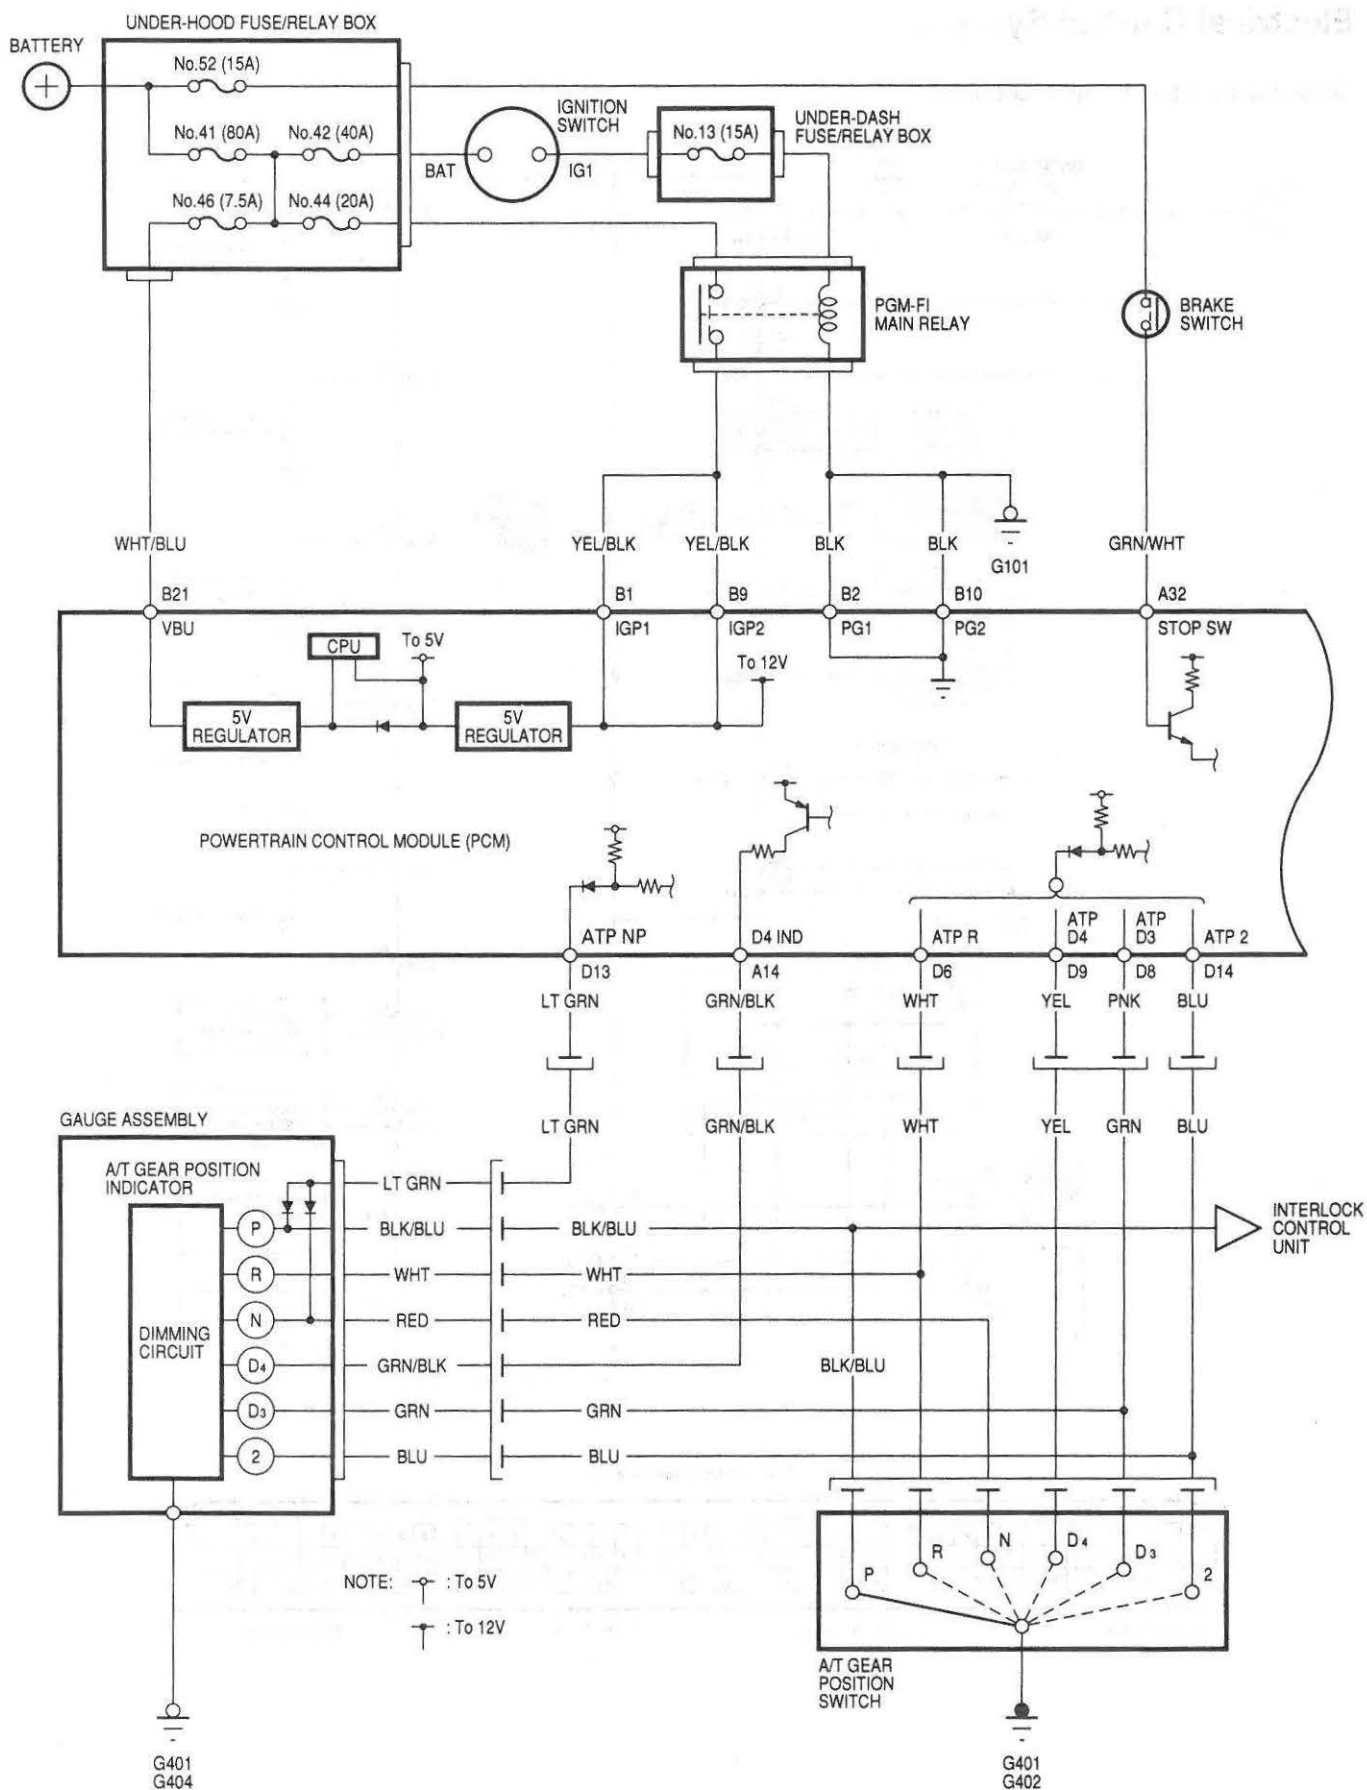 UNDER-HOOD FUSE/RELAY BOX
BATTERY
No.52 (15A)
No.41 (80A)
No.42 (40A)
No.46 (7.5A)
No.44 (20A)
BAT
IGNITION
SWITCH
IG1
No.13 (15A)
UNDER-DASH
FUSE/RELAY BOX
PGM-FI
MAIN RELAY
BRAKE
SWITCH
G101
WHT/BLU
YEL/BLK
YEL/BLK
BLK
BLK
GRN/WHT
B21
B1
B9
B2
B10
A32
VBU
IGP1
IGP2
PG1
PG2
STOP SW
CPU
To 5V
To 12V
5V
REGULATOR
5V
REGULATOR
POWERTRAIN CONTROL MODULE (PCM)
ATP NP
D4 IND
ATP R
ATP
D4
ATP
D3
ATP 2
D13
A14
D6
D9
D8
D14
LT GRN
GRN/BLK
WHT
YEL
PNK
BLU
LT GRN
GRN/BLK
WHT
YEL
GRN
BLU
GAUGE ASSEMBLY
A/T GEAR POSITION
INDICATOR
DIMMING
CIRCUIT
P
R
N
D4
D3
2
LT GRN
BLK/BLU
BLK/BLU
WHT
WHT
RED
RED
GRN/BLK
GRN
GRN
BLU
BLU
BLK/BLU
INTERLOCK
CONTROL
UNIT
NOTE:
: To 5V
: To 12V
P
R
N
D4
D3
2
A/T GEAR
POSITION
SWITCH
G401
G404
G401
G402